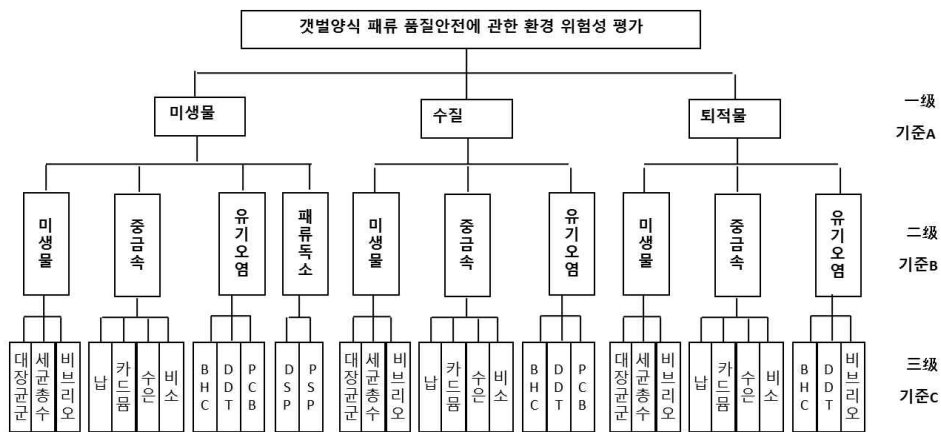 갯벌양식 패류 품질안전에 관한 환경 위험성 평가
미생물
수질
퇴적물
一级
기준A
미생물
중금속
유기오염
패류독소
미생물
중금속
유기오염
미생물
중금속
유기오염
二级
기준B
대장균군
세균총수
비브리오
납
카드뮴
수은
비소
BHC
DDT
PCB
DSP
PSP
대장균군
세균총수
비브리오
납
카드뮴
수은
비소
BHC
DDT
PCB
대장균군
세균총수
비브리오
납
카드뮴
수은
비소
BHC
DDT
비브리오
三级
기준C